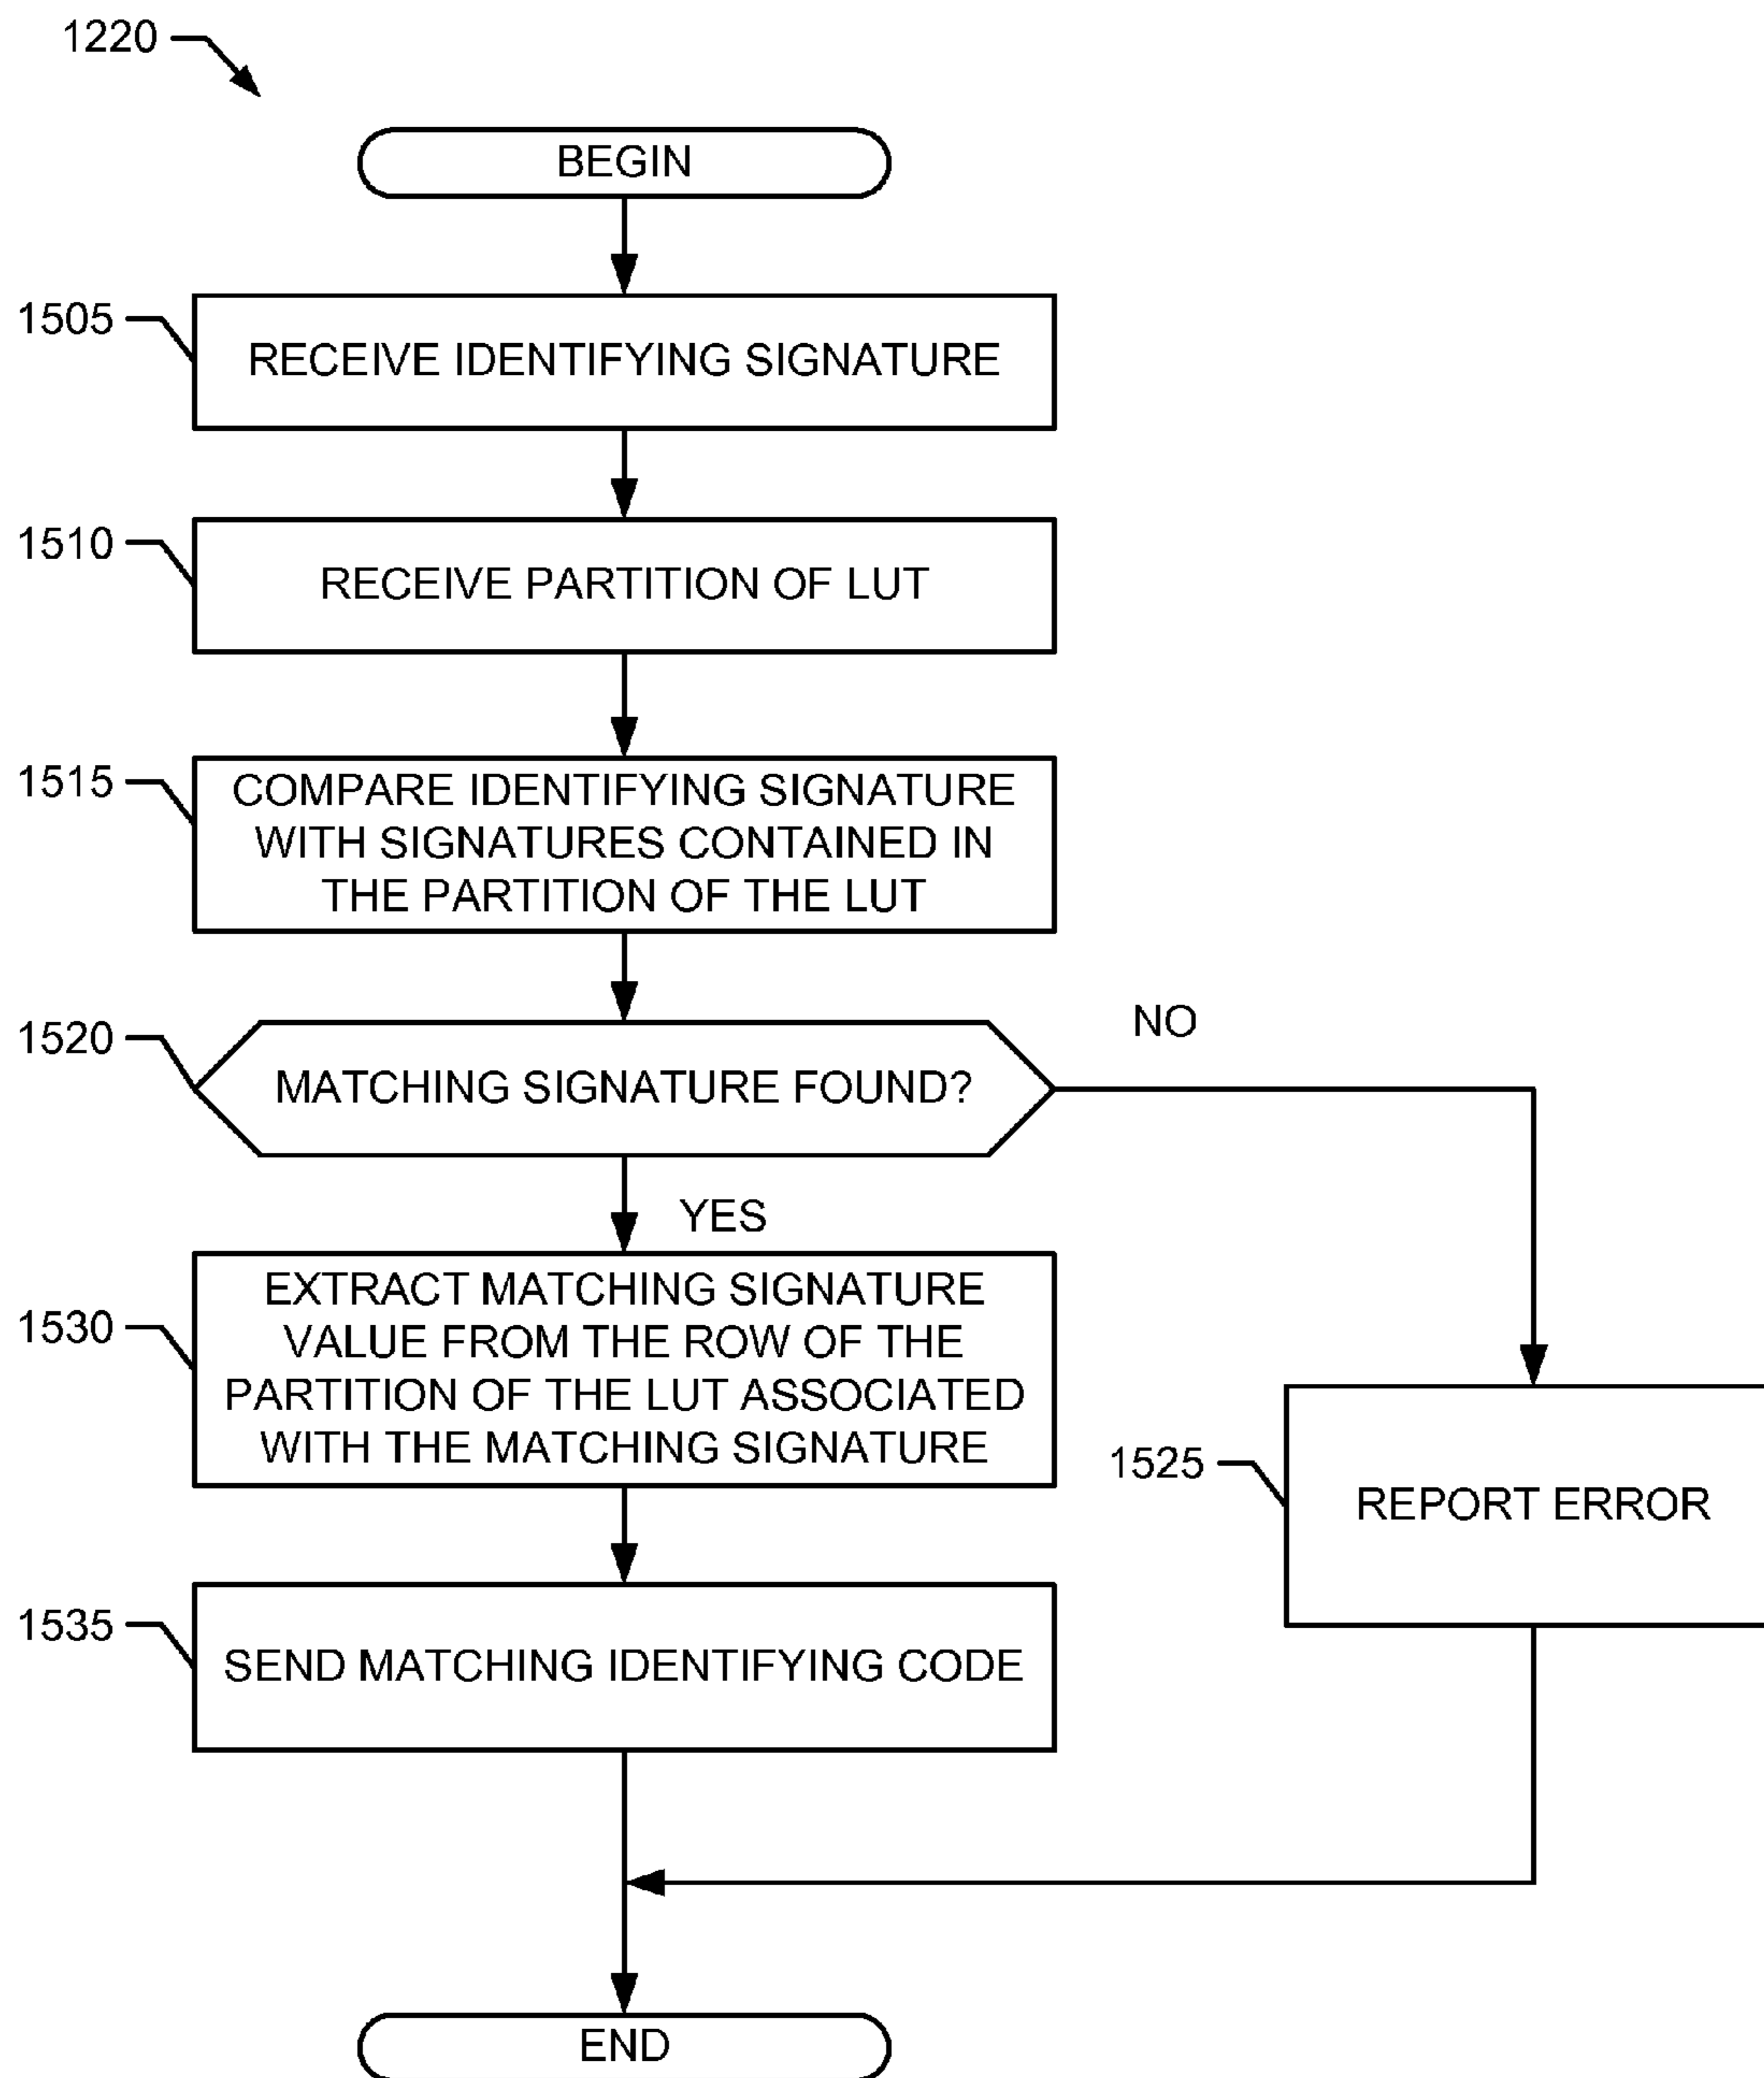 1220
BEGIN
1505
RECEIVE IDENTIFYING SIGNATURE
1510
RECEIVE PARTITION OF LUT
1515
COMPARE IDENTIFYING SIGNATURE
WITH SIGNATURES CONTAINED IN
THE PARTITION OF THE LUT
1520
MATCHING SIGNATURE FOUND?
NO
YES
1530
EXTRACT MATCHING SIGNATURE
VALUE FROM THE ROW OF THE
PARTITION OF THE LUT ASSOCIATED
WITH THE MATCHING SIGNATURE
1525
REPORT ERROR
1535
SEND MATCHING IDENTIFYING CODE
END